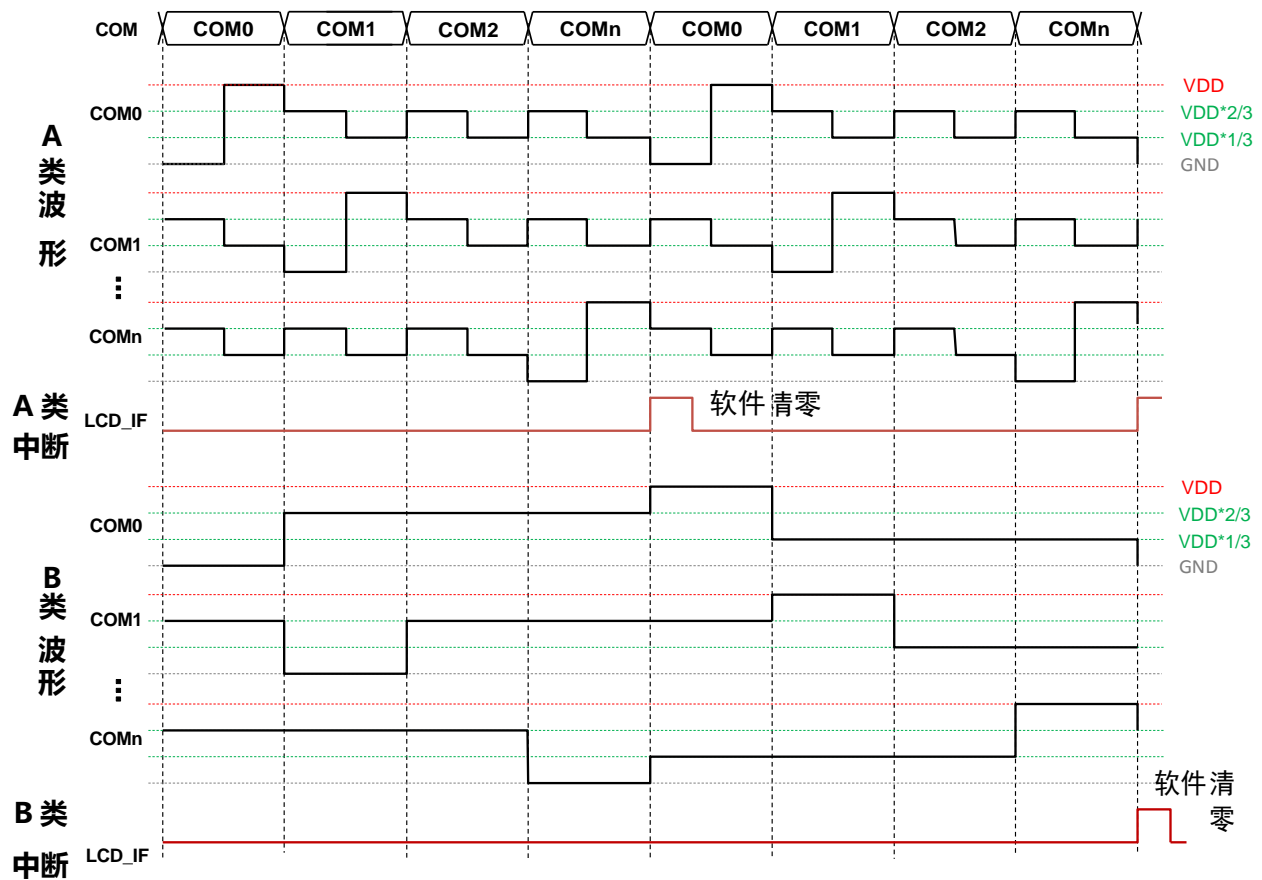 COM COM0 COM1 COM2 COMn COM0 COM1 COM2 COMn
A
类
波
形
COM0
VDD
VDD*2/3
VDD*1/3
GND
COM1
⋮
COMn
A 类
中断
LCD_IF
软件清零
B
类
波
形
COM0
VDD
VDD*2/3
VDD*1/3
GND
COM1
⋮
COMn
B 类
中断
LCD_IF
软件清
零